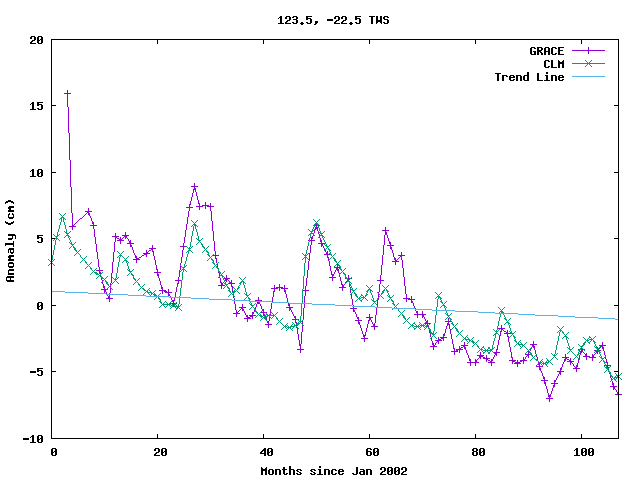 123.5, -22.5 TWS
GRACE
CLM
Trend Line
20
15
10
5
0
-5
-10
Anomaly (cm)
0 20 40 60 80 100
Months since Jan 2002